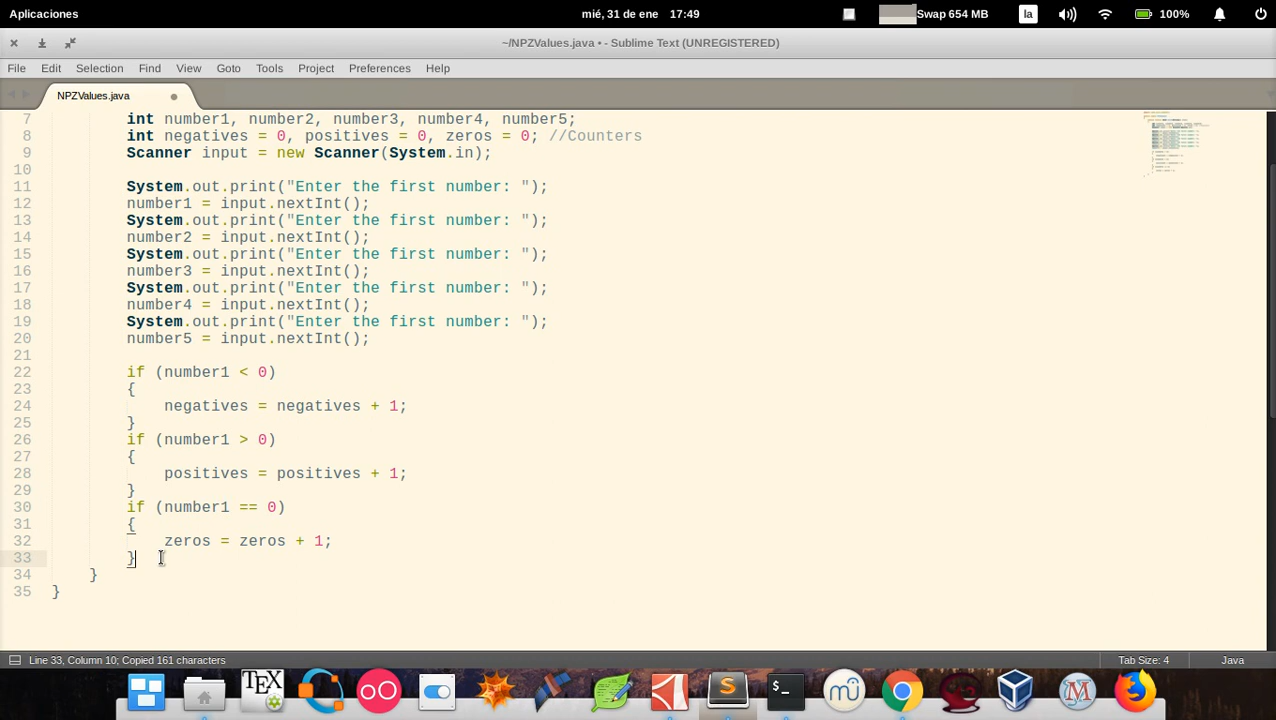 Aplicaciones mié, 31 de ene 17:49 Swap 654 MB la 100%
~/NPZValues.java • - Sublime Text (UNREGISTERED)
File Edit Selection Find View Goto Tools Project Preferences Help
NPZValues.java
7 int number1, number2, number3, number4, number5;
8 int negatives = 0, positives = 0, zeros = 0; //Counters
9 Scanner input = new Scanner(System.in);
10
11 System.out.print("Enter the first number: ");
12 number1 = input.nextInt();
13 System.out.print("Enter the first number: ");
14 number2 = input.nextInt();
15 System.out.print("Enter the first number: ");
16 number3 = input.nextInt();
17 System.out.print("Enter the first number: ");
18 number4 = input.nextInt();
19 System.out.print("Enter the first number: ");
20 number5 = input.nextInt();
21
22 if (number1 < 0)
23 {
24 negatives = negatives + 1;
25 }
26 if (number1 > 0)
27 {
28 positives = positives + 1;
29 }
30 if (number1 == 0)
31 {
32 zeros = zeros + 1;
33 }
34 }
35 }
Line 33, Column 10; Copied 161 characters Tab Size: 4 Java
TEX